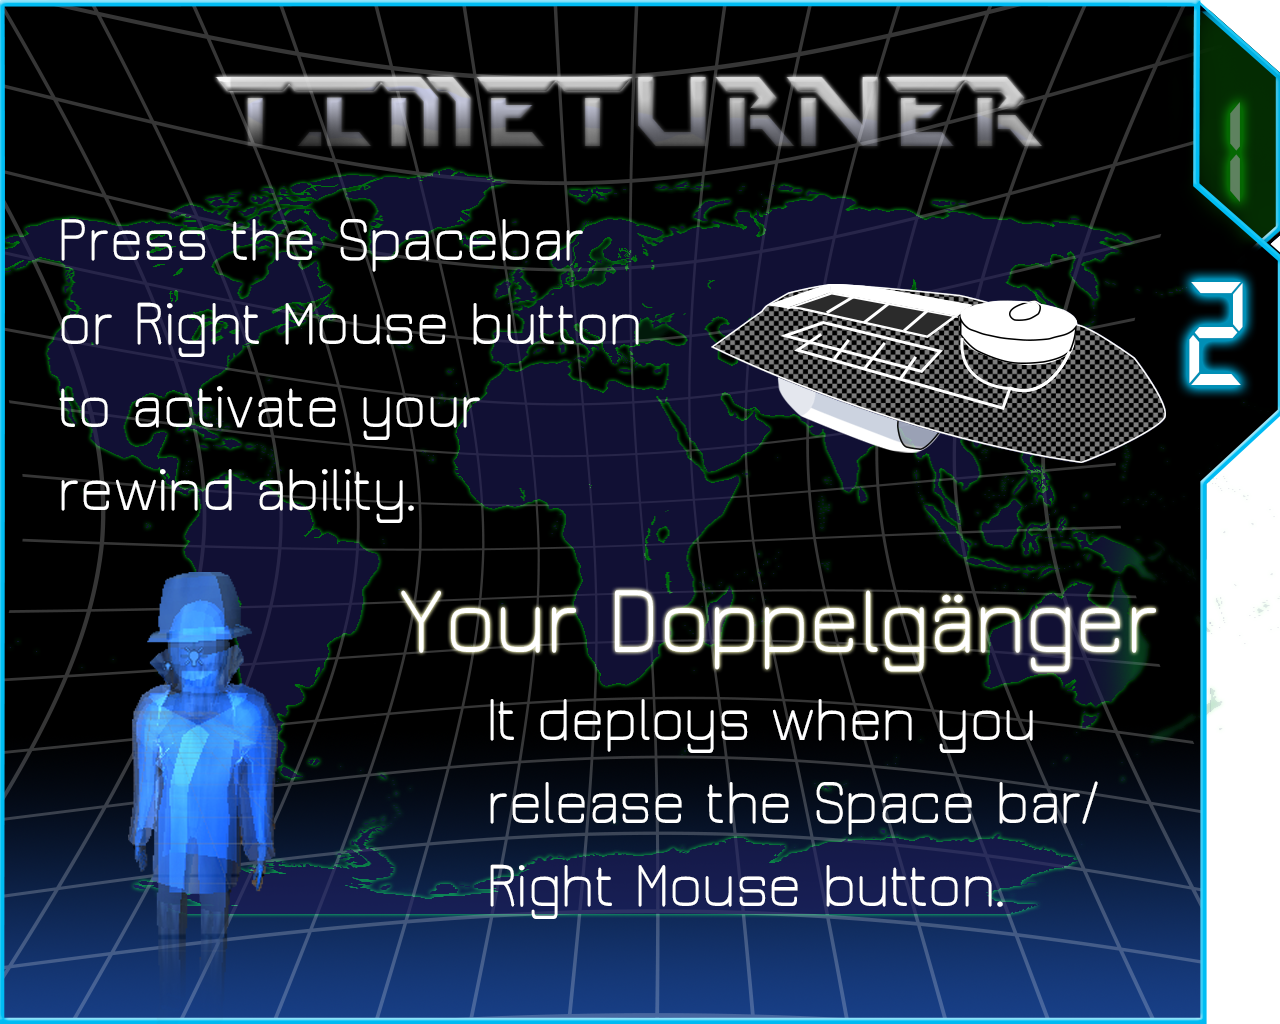 TIMETURNER
1
2
Press the Spacebar
or Right Mouse button
to activate your
rewind ability.
Your Doppelgänger
It deploys when you
release the Space bar/
Right Mouse button.